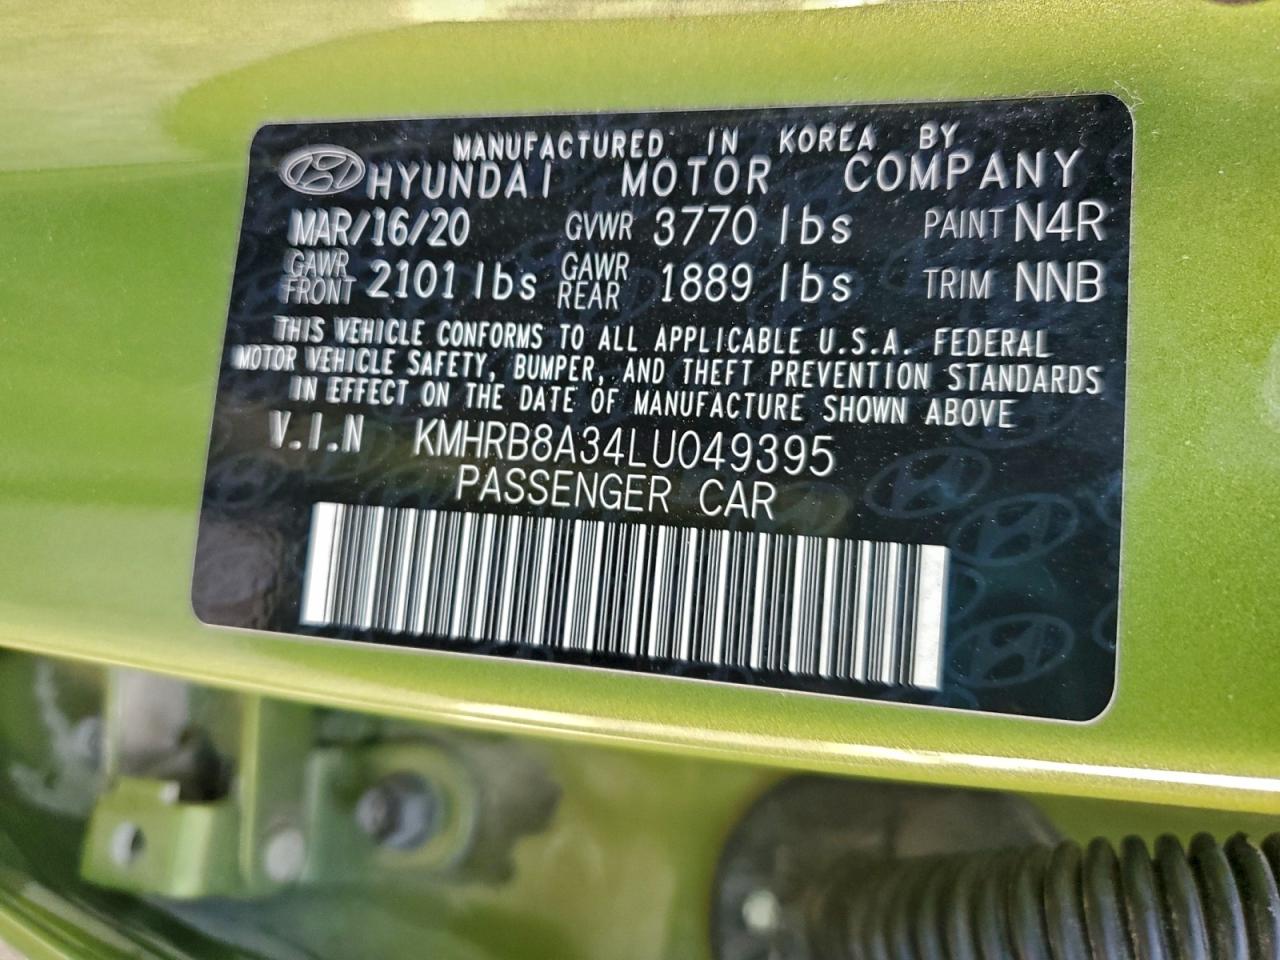 MANUFACTURED IN KOREA BY
HYUNDAI MOTOR COMPANY
MAR/16/20 GVWR 3770 lbs PAINT N4R
GAWR FRONT 2101 lbs GAWR REAR 1889 lbs TRIM NNB
THIS VEHICLE CONFORMS TO ALL APPLICABLE U.S.A. FEDERAL
MOTOR VEHICLE SAFETY, BUMPER, AND THEFT PREVENTION STANDARDS
IN EFFECT ON THE DATE OF MANUFACTURE SHOWN ABOVE
V.I.N KMHRB8A34LU049395
PASSENGER CAR